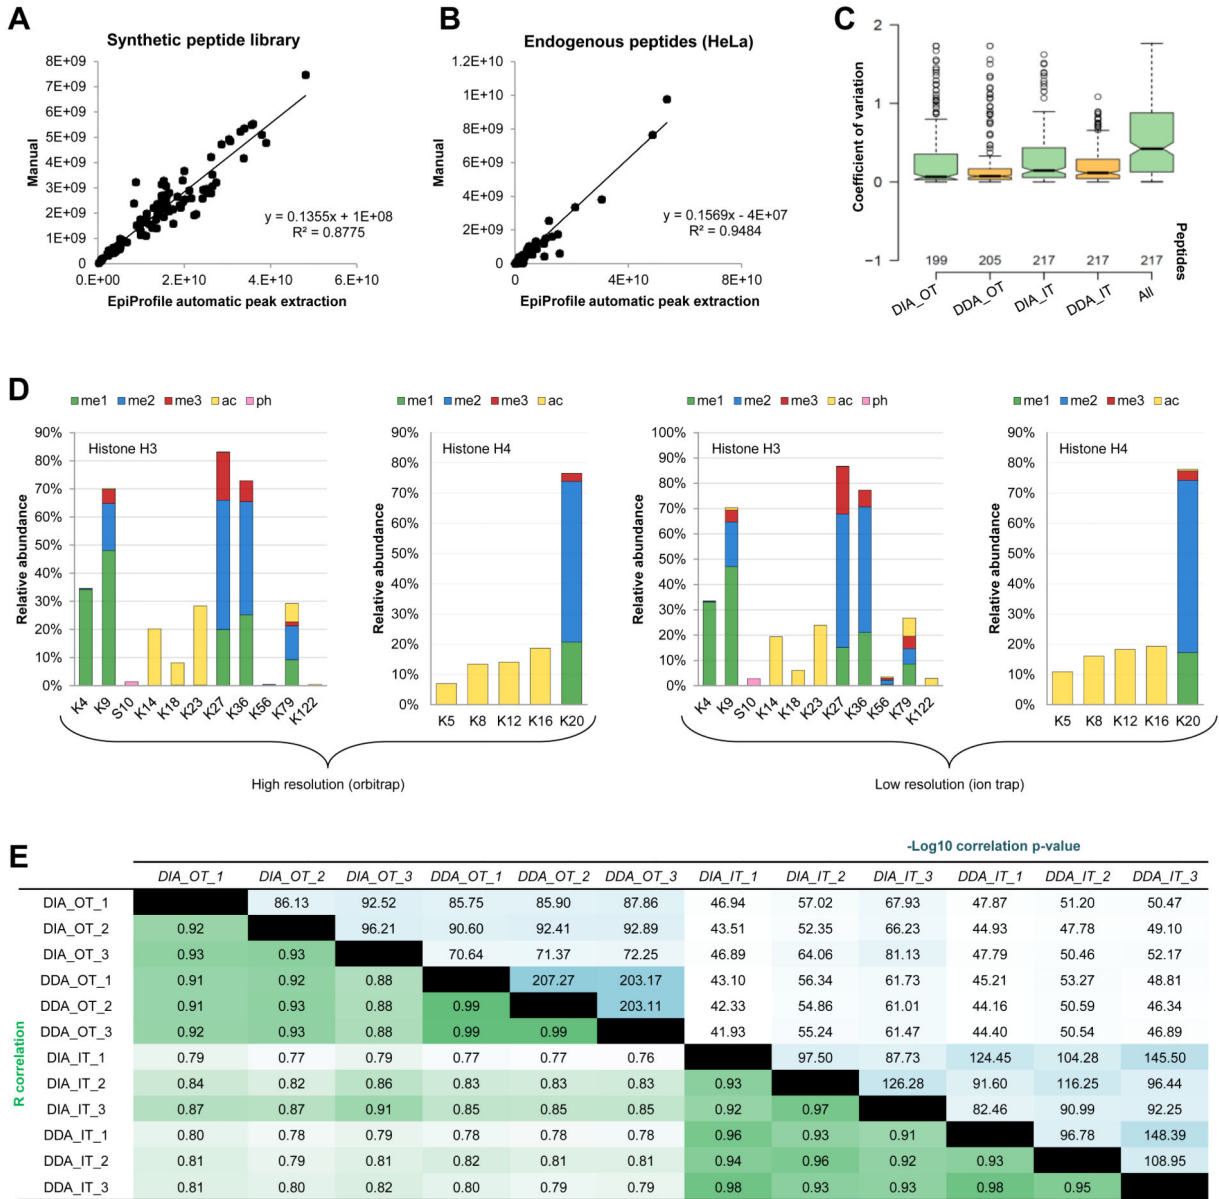 A
Synthetic peptide library
8E+09
7E+09
6E+09
5E+09
4E+09
3E+09
2E+09
1E+09
0
Manual
y = 0.1355x + 1E+08
R² = 0.8775
0.E+00 2.E+10 4.E+10 6.E+10
EpiProfile automatic peak extraction
B
Endogenous peptides (HeLa)
1.2E+10
1E+10
8E+09
6E+09
4E+09
2E+09
0
Manual
y = 0.1569x - 4E+07
R² = 0.9484
0 4E+10 8E+10
EpiProfile automatic peak extraction
C
2
1
0
−1
Coefficient of variation
199 205 217 217 217
Peptides
DIA_OT DDA_OT DIA_IT DDA_IT All
D
me1 me2 me3 ac ph
Histone H3
90%
80%
70%
60%
50%
40%
30%
20%
10%
0%
Relative abundance
K4 K9 S10 K14 K18 K23 K27 K36 K56 K79 K122
me1 me2 me3 ac
Histone H4
90%
80%
70%
60%
50%
40%
30%
20%
10%
0%
Relative abundance
K5 K8 K12 K16 K20
High resolution (orbitrap)
me1 me2 me3 ac ph
Histone H3
100%
90%
80%
70%
60%
50%
40%
30%
20%
10%
0%
Relative abundance
K4 K9 S10 K14 K18 K23 K27 K36 K56 K79 K122
me1 me2 me3 ac
Histone H4
90%
80%
70%
60%
50%
40%
30%
20%
10%
0%
Relative abundance
K5 K8 K12 K16 K20
Low resolution (ion trap)
E
-Log10 correlation p-value
DIA_OT_1 DIA_OT_2 DIA_OT_3 DDA_OT_1 DDA_OT_2 DDA_OT_3 DIA_IT_1 DIA_IT_2 DIA_IT_3 DDA_IT_1 DDA_IT_2 DDA_IT_3
R correlation
DIA_OT_1 86.13 92.52 85.75 85.90 87.86 46.94 57.02 67.93 47.87 51.20 50.47
DIA_OT_2 0.92 96.21 90.60 92.41 92.89 43.51 52.35 66.23 44.93 47.78 49.10
DIA_OT_3 0.93 0.93 70.64 71.37 72.25 46.89 64.06 81.13 47.79 50.46 52.17
DDA_OT_1 0.91 0.92 0.88 207.27 203.17 43.10 56.34 61.73 45.21 53.27 48.81
DDA_OT_2 0.91 0.93 0.88 0.99 203.11 42.33 54.86 61.01 44.16 50.59 46.34
DDA_OT_3 0.92 0.93 0.88 0.99 0.99 41.93 55.24 61.47 44.40 50.54 46.89
DIA_IT_1 0.79 0.77 0.79 0.77 0.77 0.76 97.50 87.73 124.45 104.28 145.50
DIA_IT_2 0.84 0.82 0.86 0.83 0.83 0.83 0.93 126.28 91.60 116.25 96.44
DIA_IT_3 0.87 0.87 0.91 0.85 0.85 0.85 0.92 0.97 82.46 90.99 92.25
DDA_IT_1 0.80 0.78 0.79 0.78 0.78 0.78 0.96 0.93 0.91 96.78 148.39
DDA_IT_2 0.81 0.79 0.81 0.82 0.81 0.81 0.94 0.96 0.92 0.93 108.95
DDA_IT_3 0.81 0.80 0.82 0.80 0.79 0.79 0.98 0.93 0.93 0.98 0.95